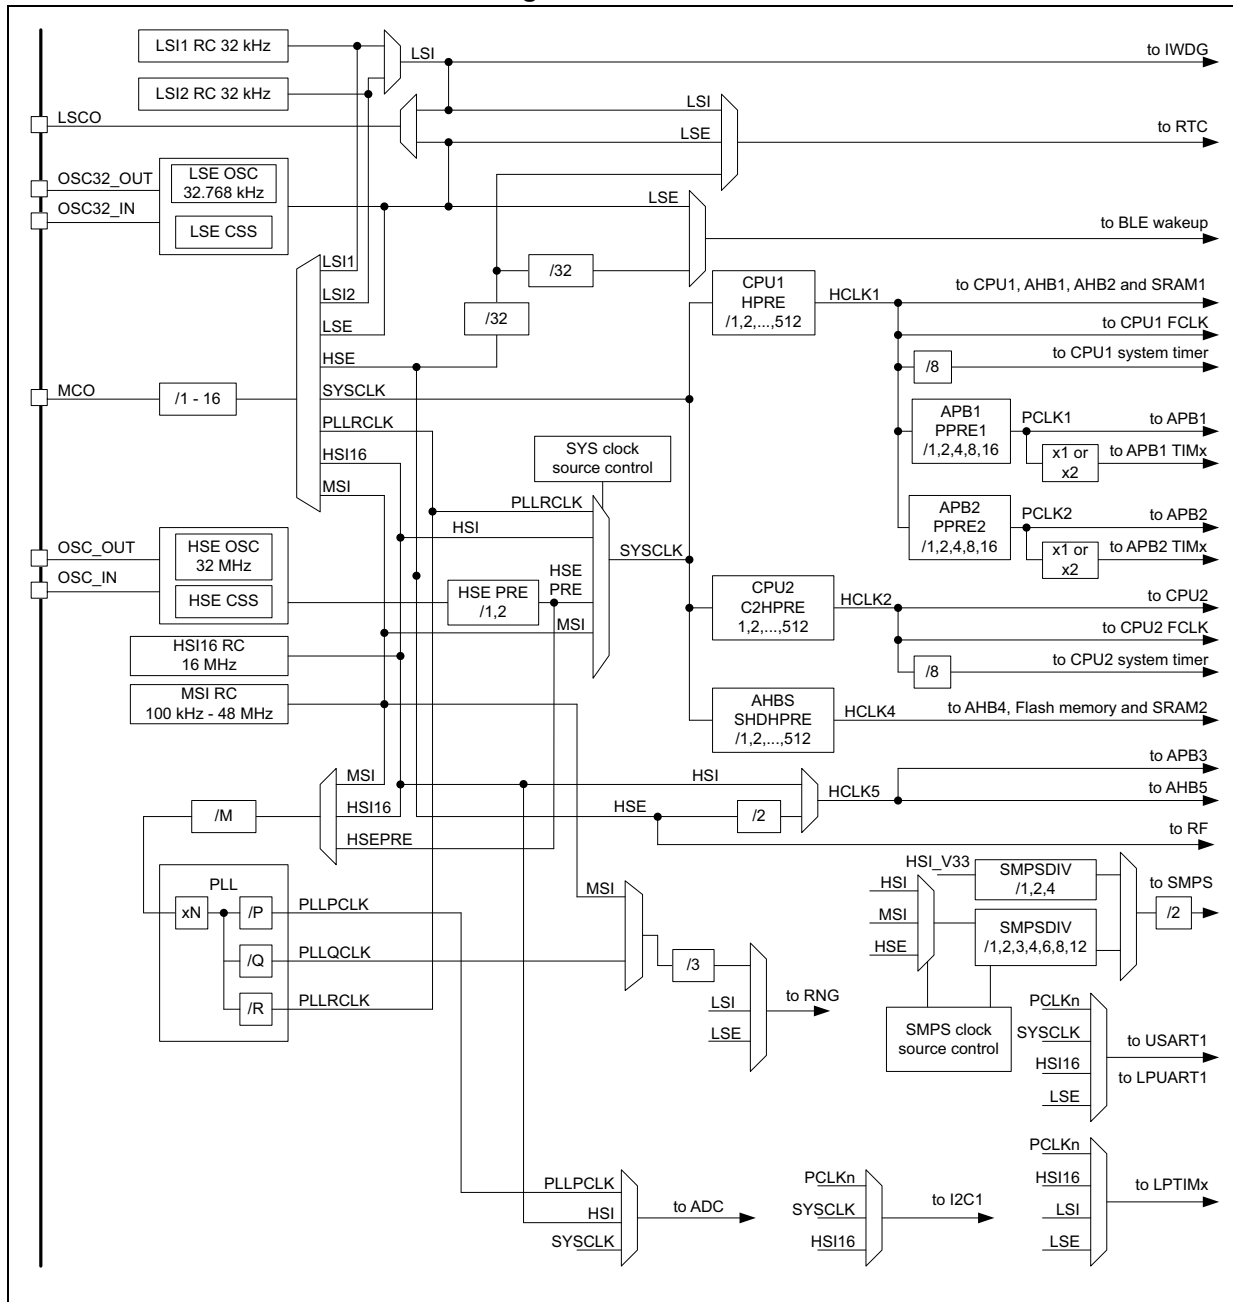 LSI1 RC 32 kHz
LSI
to IWDG
LSI2 RC 32 kHz
LSCO
LSI
LSE
to RTC
OSC32_OUT
LSE OSC
32.768 kHz
OSC32_IN
LSE CSS
LSE
to BLE wakeup
LSI1
LSI2
LSE
HSE
SYSCLK
PLLRCLK
HSI16
MSI
/32
/32
CPU1
HPRE
/1,2,...,512
HCLK1
to CPU1, AHB1, AHB2 and SRAM1
to CPU1 FCLK
/8
to CPU1 system timer
MCO
/1 - 16
APB1
PPRE1
/1,2,4,8,16
PCLK1
to APB1
x1 or
x2
to APB1 TIMx
SYS clock
source control
APB2
PPRE2
/1,2,4,8,16
PCLK2
to APB2
x1 or
x2
to APB2 TIMx
PLLRCLK
HSI
SYSCLK
OSC_OUT
HSE OSC
32 MHz
OSC_IN
HSE CSS
HSE PRE
/1,2
HSE
PRE
MSI
CPU2
C2HPRE
1,2,...,512
HCLK2
to CPU2
to CPU2 FCLK
/8
to CPU2 system timer
HSI16 RC
16 MHz
MSI RC
100 kHz - 48 MHz
AHBS
SHDHPRE
/1,2,...,512
HCLK4
to AHB4, Flash memory and SRAM2
MSI
HSI16
HSEPRE
/M
HSI
HSE
/2
HCLK5
to APB3
to AHB5
to RF
PLL
xN
/P
PLLPCLK
/Q
PLLQCLK
/R
PLLRCLK
MSI
/3
LSI
LSE
to RNG
HSI_V33
SMPSDIV
/1,2,4
HSI
MSI
HSE
SMPSDIV
/1,2,3,4,6,8,12
to SMPS
/2
SMPS clock
source control
PCLKn
SYSCLK
HSI16
LSE
to USART1
to LPUART1
PLLPCLK
HSI
SYSCLK
to ADC
PCLKn
SYSCLK
HSI16
to I2C1
PCLKn
HSI16
LSI
LSE
to LPTIMx